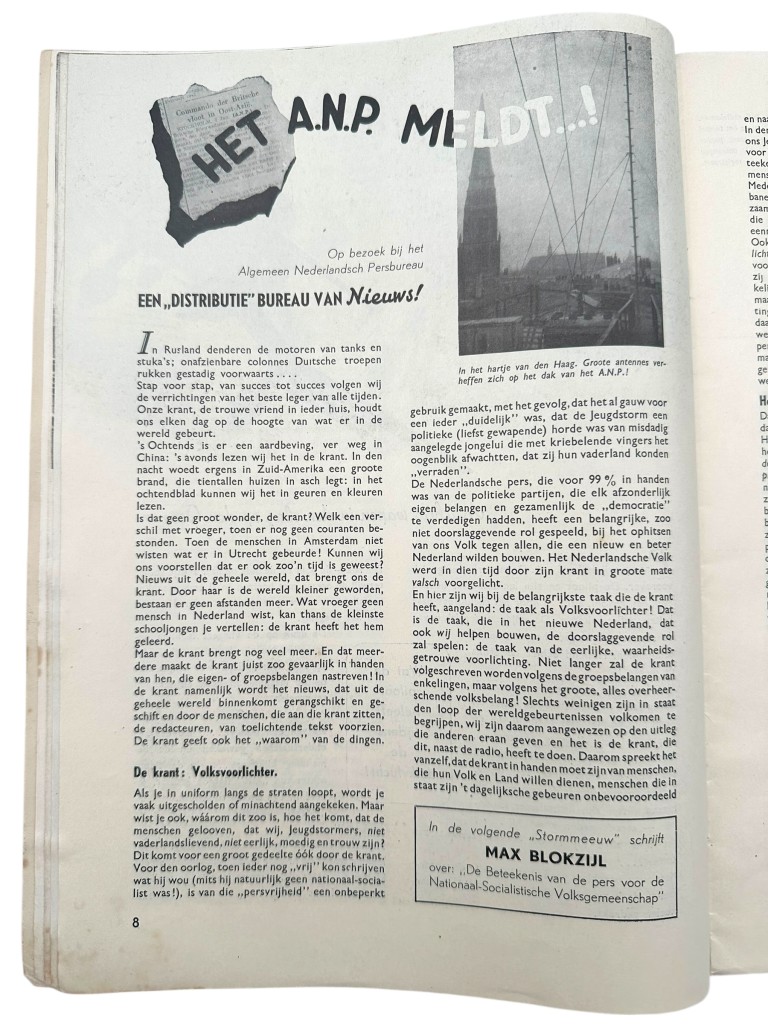 Commando der Britsche
vloot in Oost-Azië.
HET A.N.P. MELDT...!
Op bezoek bij het
Algemeen Nederlandsch Persbureau
EEN „DISTRIBUTIE” BUREAU VAN Nieuws!
In het hartje van den Haag. Groote antennes ver-
heffen zich op het dak van het A.N.P.!
In Rusland denderen de motoren van tanks en
stuka's; onafzienbare colonnes Duitsche troepen
rukken gestadig voorwaarts . . . .
Stap voor stap, van succes tot succes volgen wij
de verrichtingen van het beste leger van alle tijden.
Onze krant, de trouwe vriend in ieder huis, houdt
ons elken dag op de hoogte van wat er in de
wereld gebeurt.
's Ochtends is er een aardbeving, ver weg in
China: 's avonds lezen wij het in de krant. In den
nacht woedt ergens in Zuid-Amerika een groote
brand, die tientallen huizen in asch legt: in het
ochtendblad kunnen wij het in geuren en kleuren
lezen.
Is dat geen groot wonder, de krant? Welk een ver-
schil met vroeger, toen er nog geen couranten be-
stonden. Toen de menschen in Amsterdam niet
wisten wat er in Utrecht gebeurde! Kunnen wij
ons voorstellen dat er ook zoo'n tijd is geweest?
Nieuws uit de geheele wereld, dat brengt ons de
krant. Door haar is de wereld kleiner geworden,
bestaan er geen afstanden meer. Wat vroeger geen
mensch in Nederland wist, kan thans de kleinste
schooljongen je vertellen: de krant heeft het hem
geleerd.
Maar de krant brengt nog veel meer. En dat meer-
dere maakt de krant juist zoo gevaarlijk in handen
van hen, die eigen- of groepsbelangen nastreven! In
de krant namelijk wordt het nieuws, dat uit de
geheele wereld binnenkomt gerangschikt en ge-
schift en door de menschen, die aan die krant zitten,
de redacteuren, van toelichtende tekst voorzien.
De krant geeft ook het „waarom” van de dingen.
De krant: Volksvoorlichter.
Als je in uniform langs de straten loopt, wordt je
vaak uitgescholden of minachtend aangekeken. Maar
wist je ook, wáárom dit zoo is, hoe het komt, dat de
menschen gelooven, dat wij, Jeugdstormers, niet
vaderlandslievend, niet eerlijk, moedig en trouw zijn?
Dit komt voor een groot gedeelte óók door de krant.
Voor den oorlog, toen ieder nog „vrij” kon schrijven
wat hij wou (mits hij natuurlijk geen nationaal-socia-
list was!), is van die „persvrijheid” een onbeperkt
gebruik gemaakt, met het gevolg, dat het al gauw voor
een ieder „duidelijk” was, dat de Jeugdstorm een
politieke (liefst gewapende) horde was van misdadig
aangelegde jongelui die met kriebelende vingers het
oogenblik afwachtten, dat zij hun vaderland konden
„verraden”.
De Nederlandsche pers, die voor 99 % in handen
was van de politieke partijen, die elk afzonderlijk
eigen belangen en gezamenlijk de „democratie”
te verdedigen hadden, heeft een belangrijke, zoo
niet doorslaggevende rol gespeeld, bij het ophitsen
van ons Volk tegen allen, die een nieuw en beter
Nederland wilden bouwen. Het Nederlandsche Volk
werd in dien tijd door zijn krant in groote mate
valsch voorgelicht.
En hier zijn wij bij de belangrijkste taak die de krant
heeft, aangeland: de taak als Volksvoorlichter! Dat
is de taak, die in het nieuwe Nederland, dat
ook wij helpen bouwen, de doorslaggevende rol
zal spelen: de taak van de eerlijke, waarheids-
getrouwe voorlichting. Niet langer zal de krant
volgeschreven worden volgens de groepsbelangen van
enkelingen, maar volgens het groote, alles overheer-
schende volksbelang! Slechts weinigen zijn in staat
den loop der wereldgebeurtenissen volkomen te
begrijpen, wij zijn daarom aangewezen op den uitleg
die anderen eraan geven en het is de krant, die
dit, naast de radio, heeft te doen. Daarom spreekt het
vanzelf, dat de krant in handen moet zijn van menschen,
die hun Volk en Land willen dienen, menschen die in
staat zijn 't dagelijksche gebeuren onbevooroordeeld
In de volgende „Stormmeeuw” schrijft
MAX BLOKZIJL
over: „De Beteekenis van de pers voor de
Nationaal-Socialistische Volksgemeenschap”
8